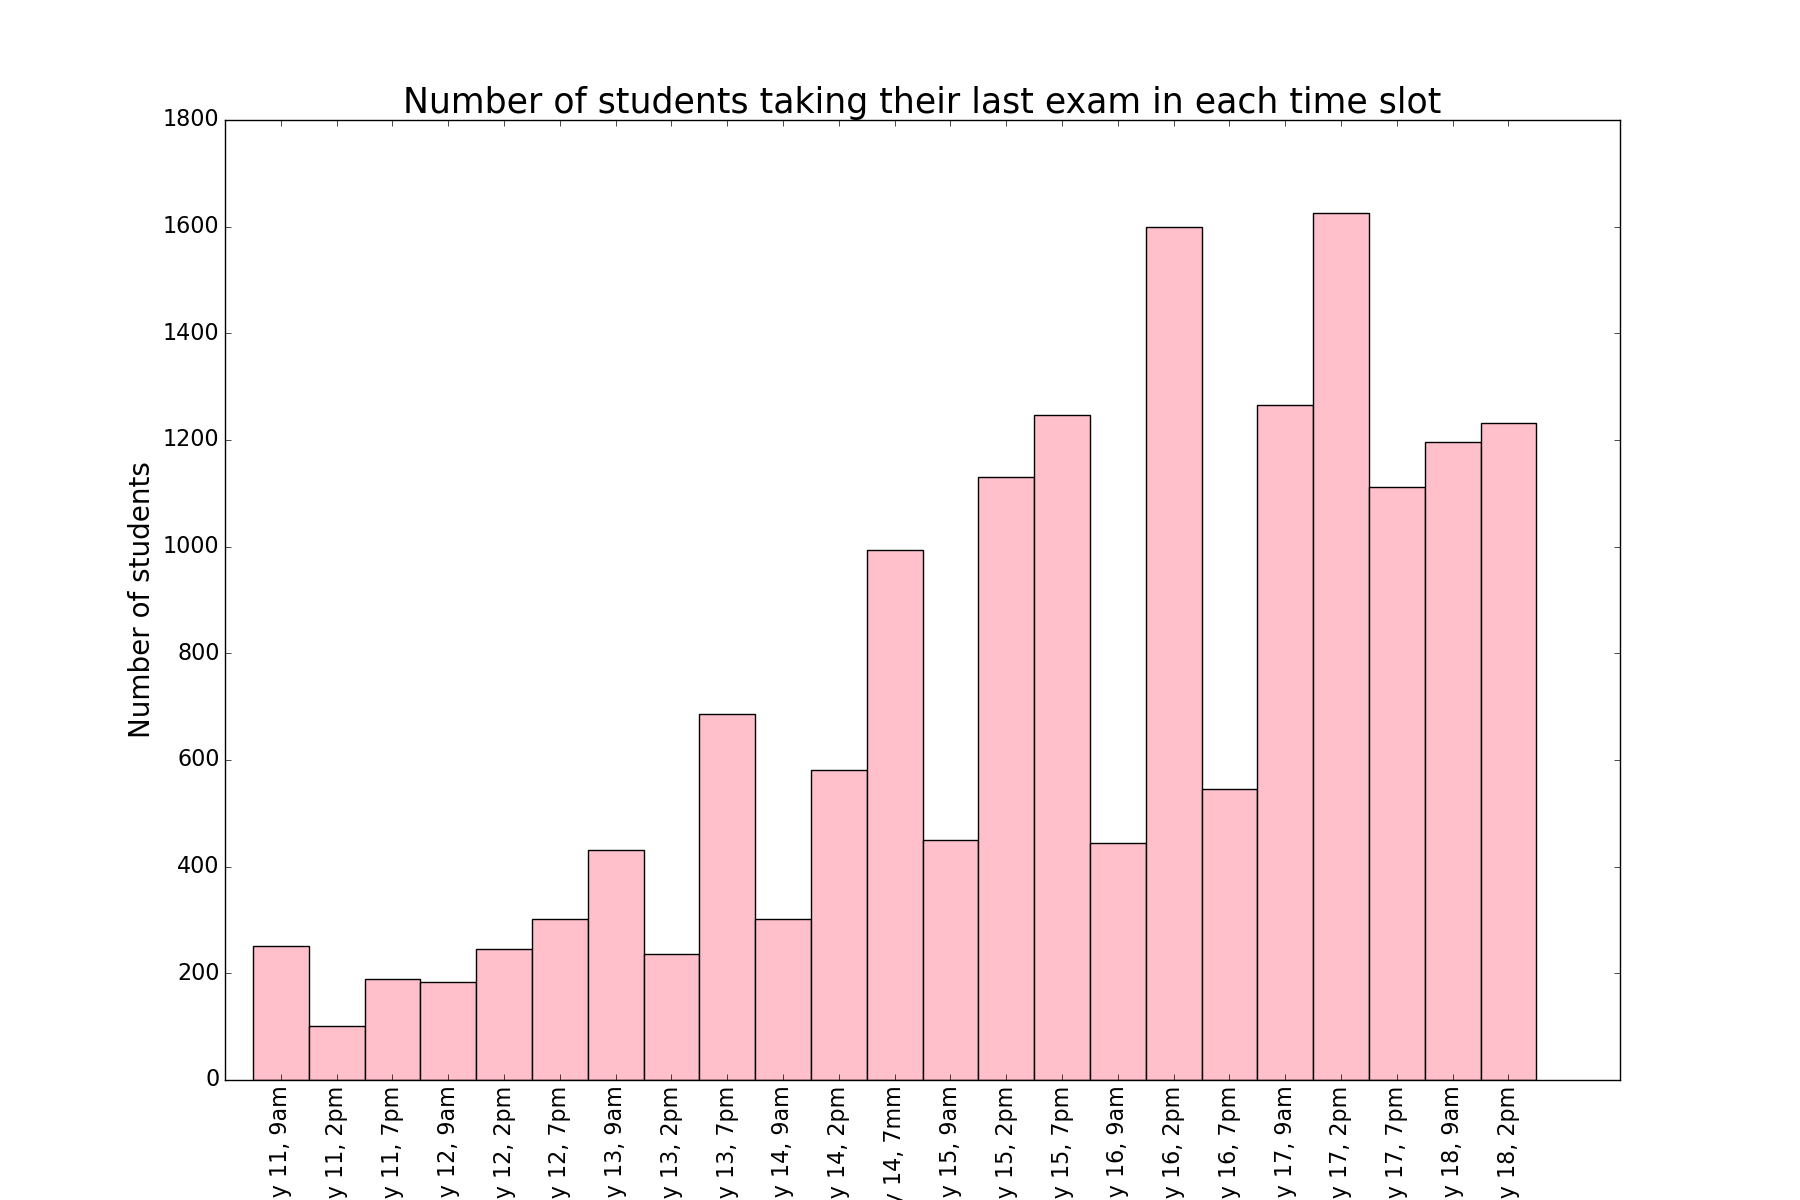 Number of students taking their last exam in each time slot
1800
1600
1400
1200
1000
800
600
400
200
0
Number of students
y 11, 9am
y 11, 2pm
y 11, 7pm
y 12, 9am
y 12, 2pm
y 12, 7pm
y 13, 9am
y 13, 2pm
y 13, 7pm
y 14, 9am
y 14, 2pm
y 14, 7mm
y 15, 9am
y 15, 2pm
y 15, 7pm
y 16, 9am
y 16, 2pm
y 16, 7pm
y 17, 9am
y 17, 2pm
y 17, 7pm
y 18, 9am
y 18, 2pm